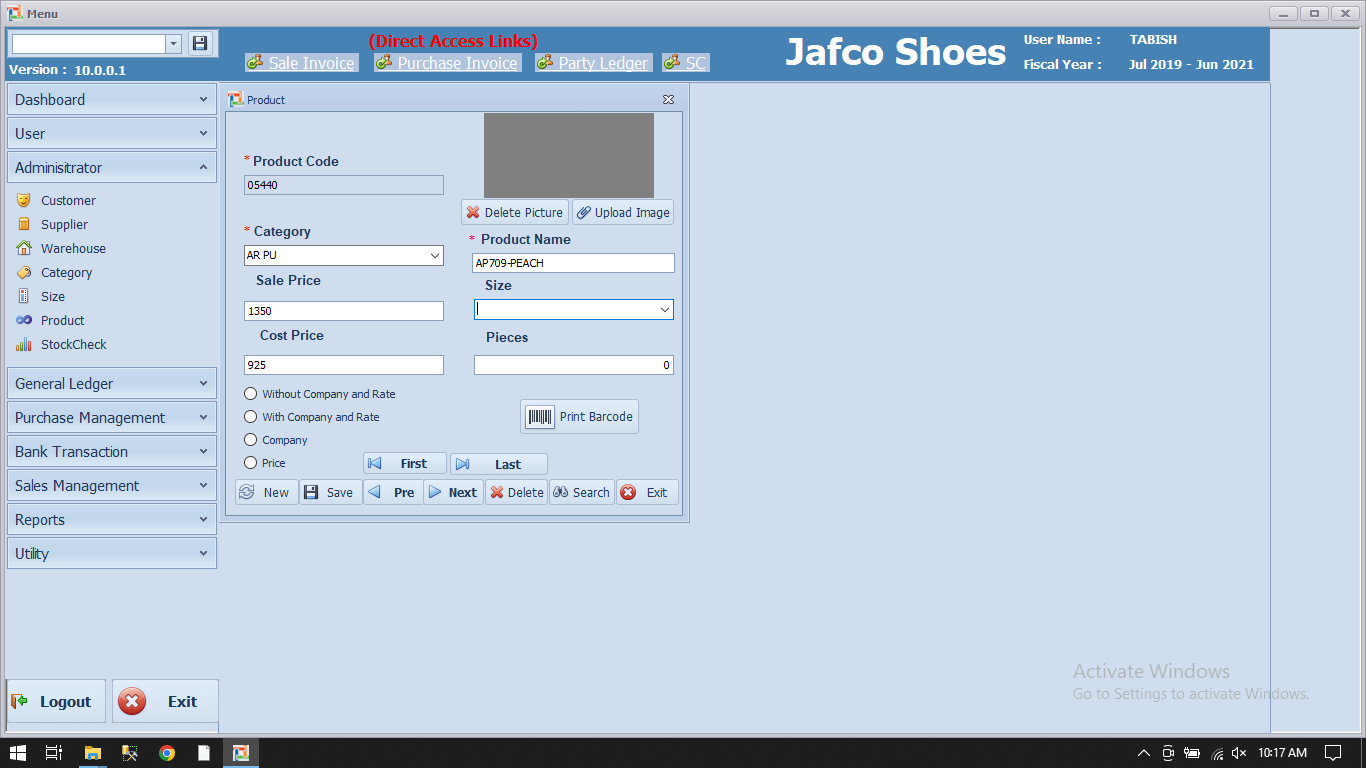 Menu
(Direct Access Links)
Sale Invoice Purchase Invoice Party Ledger SC
Jafco Shoes
User Name : TABISH
Fiscal Year : Jul 2019 - Jun 2021
Version : 10.0.0.1
Dashboard
User
Adminisitrator
Customer
Supplier
Warehouse
Category
Size
Product
StockCheck
General Ledger
Purchase Management
Bank Transaction
Sales Management
Reports
Utility
Logout
Exit
Product
* Product Code
05440
Delete Picture Upload Image
* Category
AR PU
* Product Name
AP709-PEACH
Sale Price
1350
Size
Cost Price
925
Pieces
0
Without Company and Rate
With Company and Rate
Company
Price
Print Barcode
First Last
New Save Pre Next Delete Search Exit
Activate Windows
Go to Settings to activate Windows.
10:17 AM